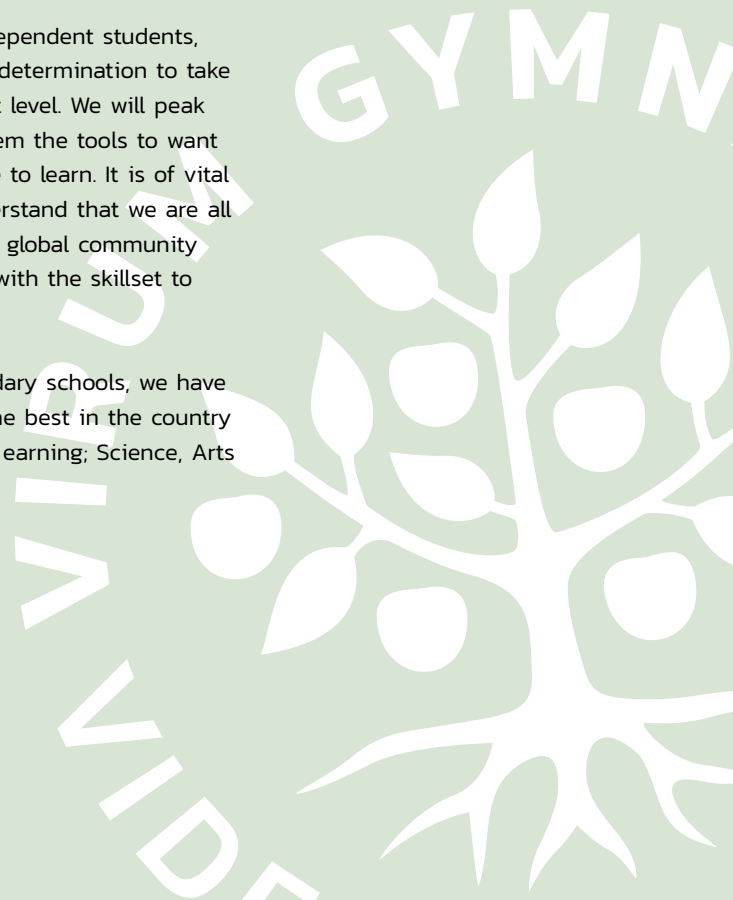 ependent students,
determination to take
level. We will peak
em the tools to want
to learn. It is of vital
erstand that we are all
global community
with the skillset to
dary schools, we have
he best in the country
earning; Science, Arts
VIRUM GYMN
VIDE